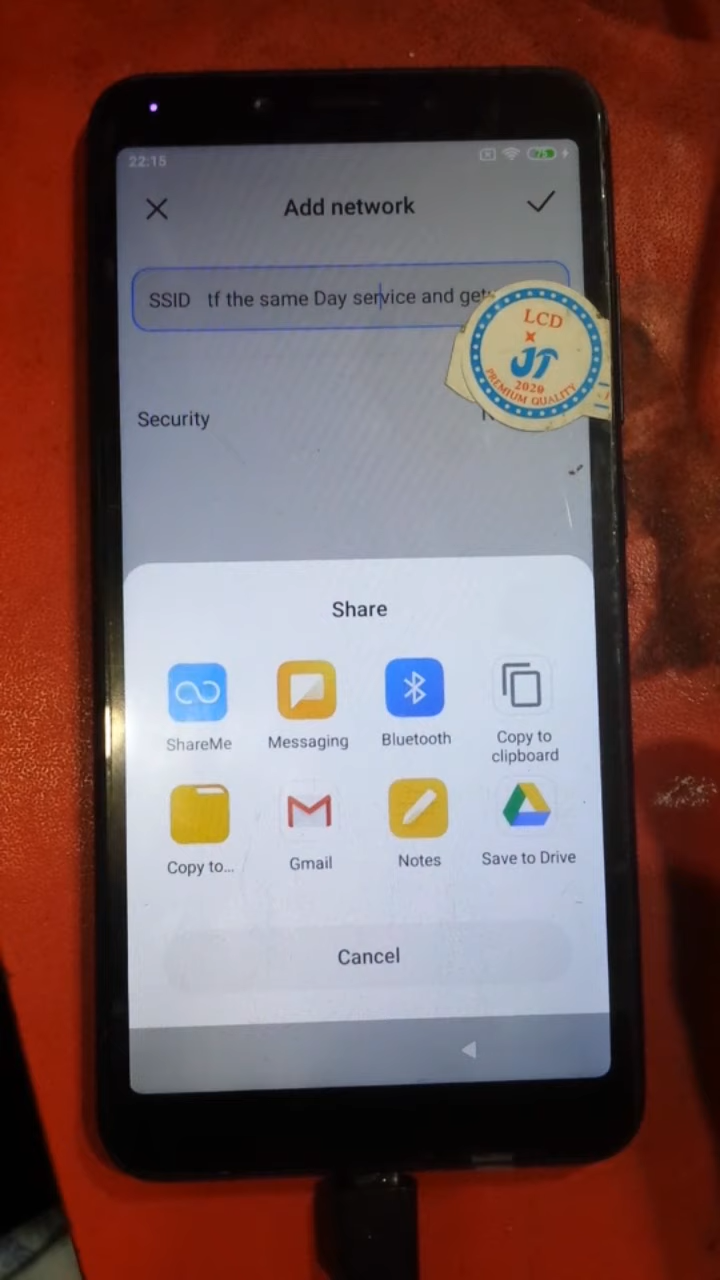 22:15
75
Add network
SSID tf the same Day service and get
LCD
x
JT
2020
PREMIUM QUALITY
Security
Share
ShareMe
Messaging
Bluetooth
Copy to
clipboard
Copy to...
Gmail
Notes
Save to Drive
Cancel